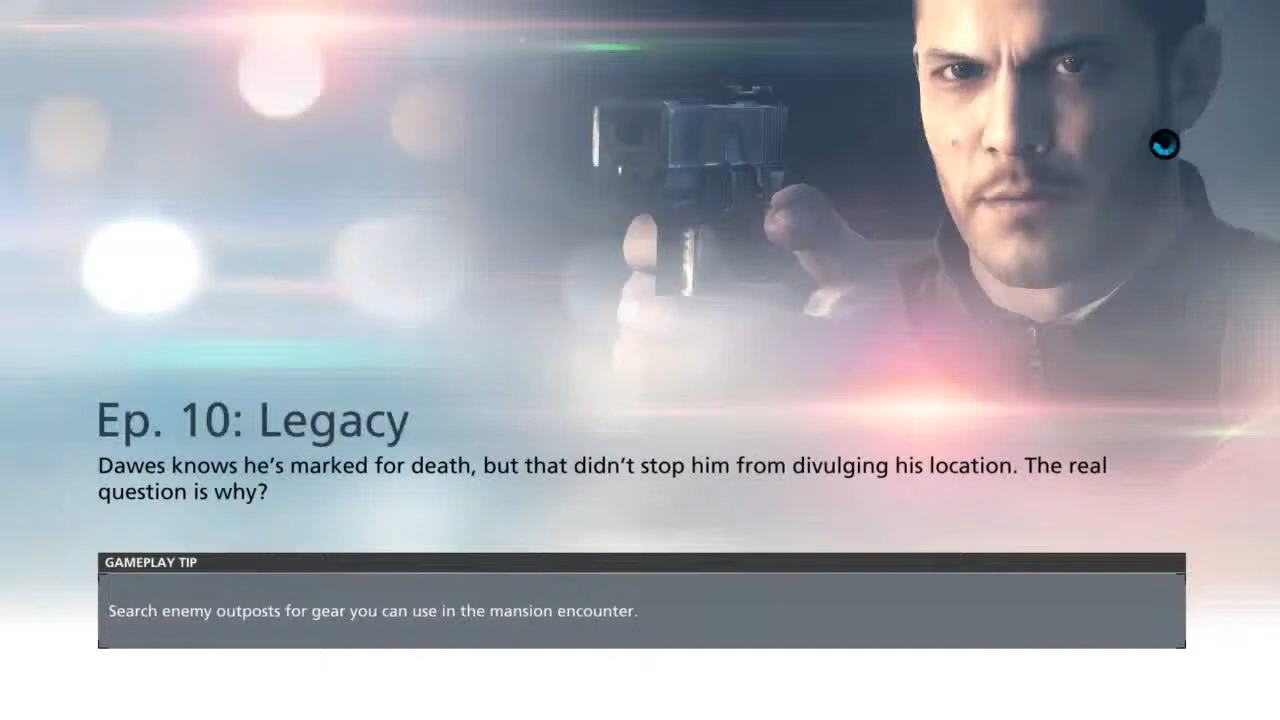 Ep. 10: Legacy
Dawes knows he's marked for death, but that didn't stop him from divulging his location. The real
question is why?
GAMEPLAY TIP
Search enemy outposts for gear you can use in the mansion encounter.